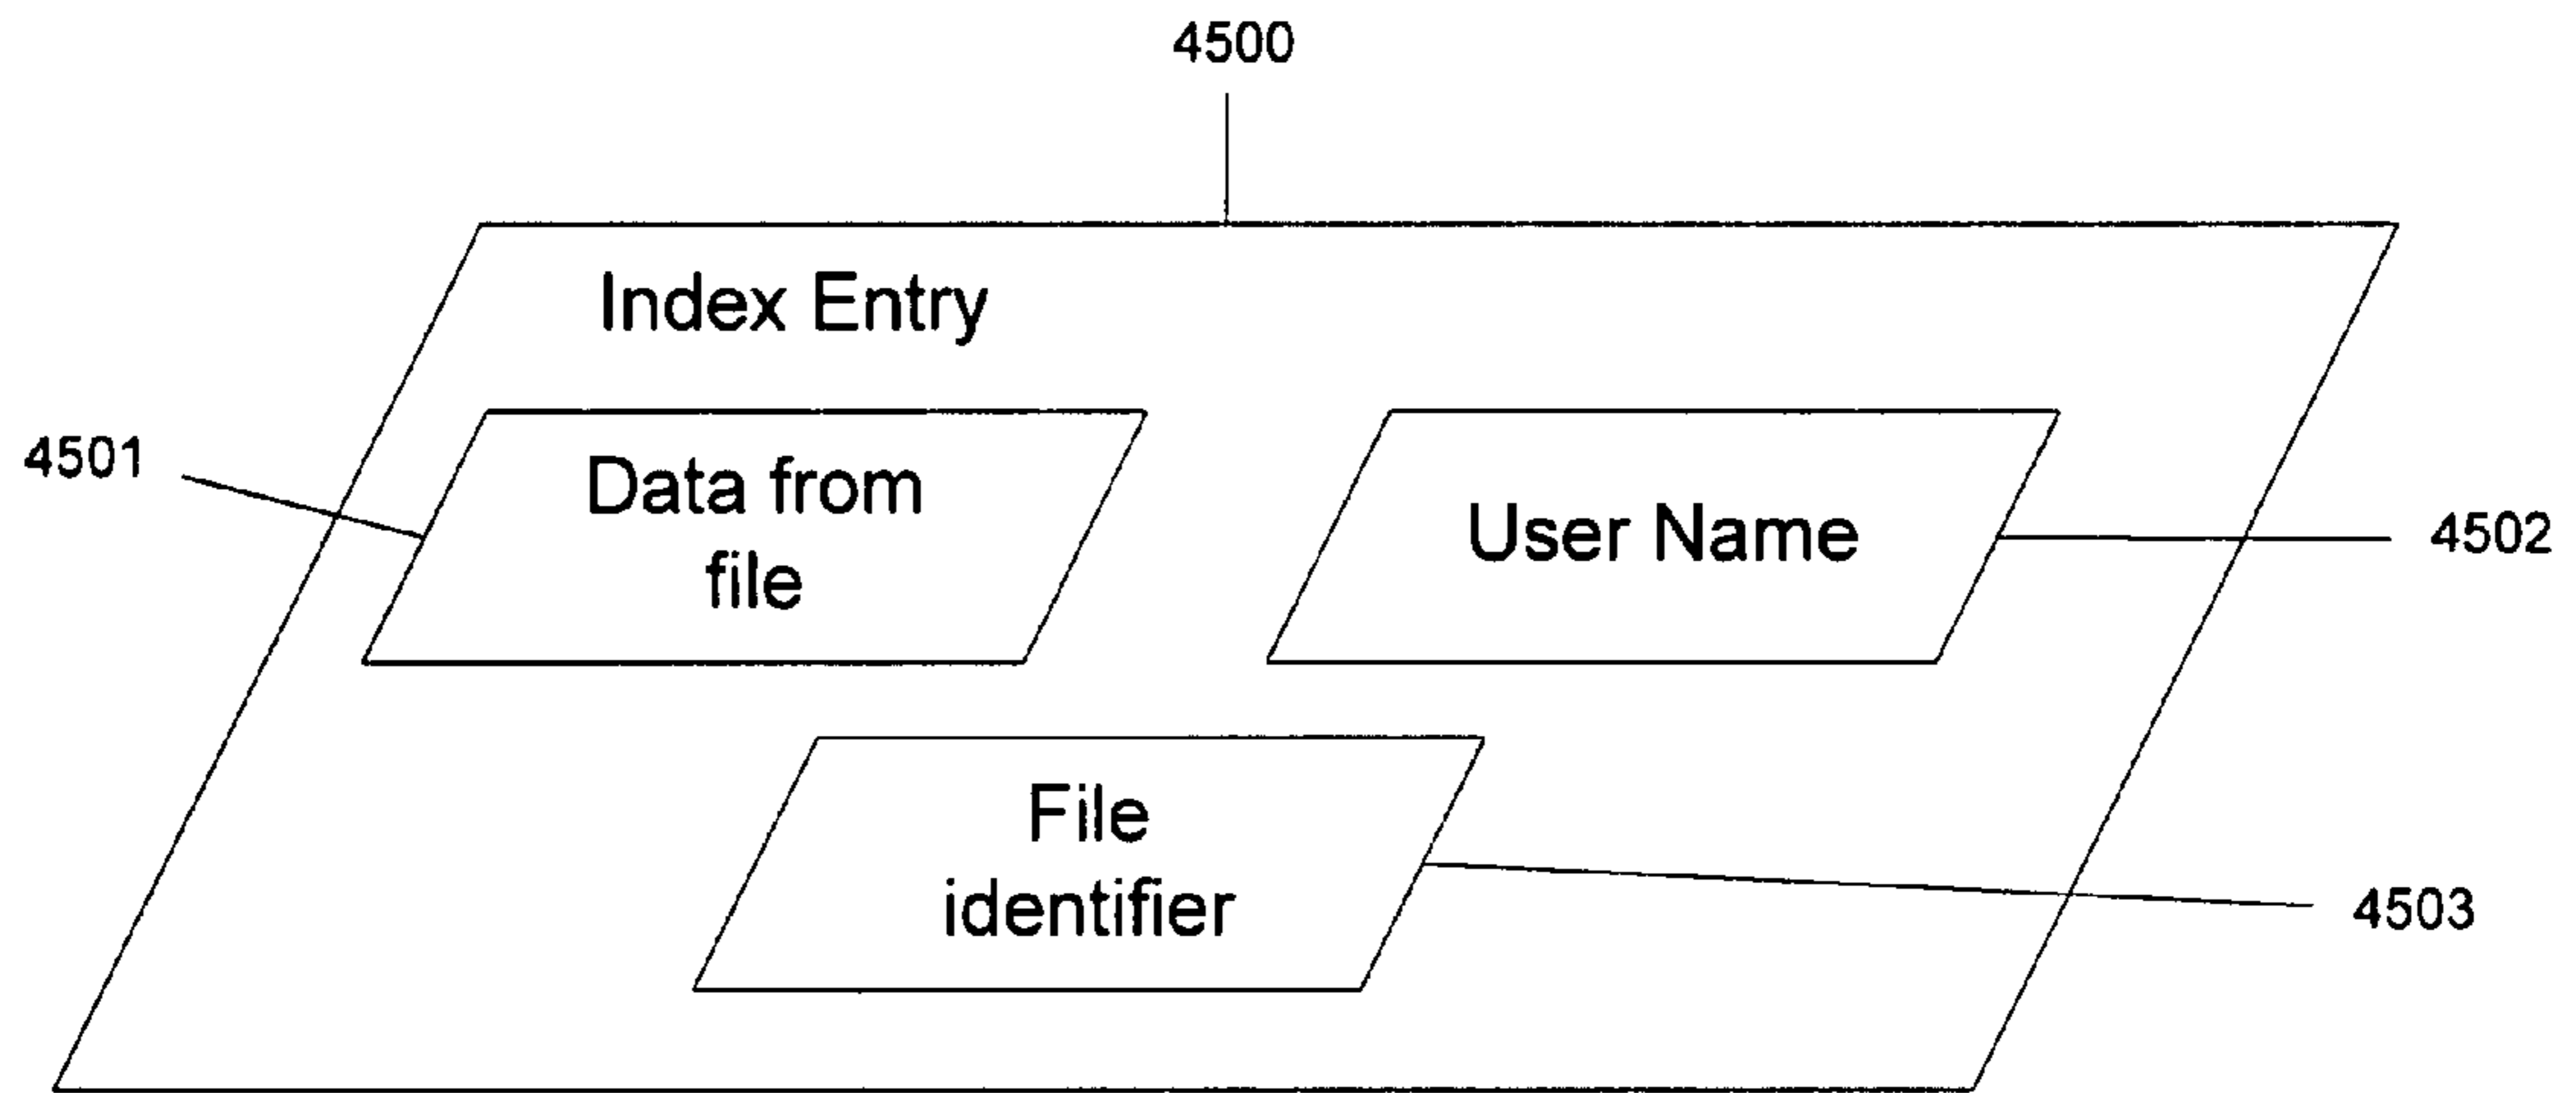 4500
Index Entry
4501
Data from
file
User Name
4502
File
identifier
4503